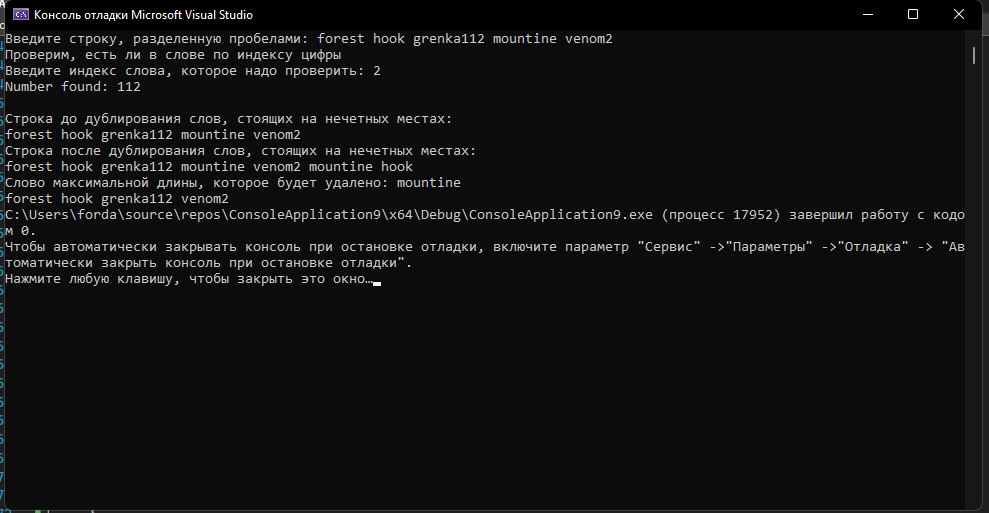 Консоль отладки Microsoft Visual Studio
Введите строку, разделенную пробелами: forest hook grenka112 mountine venom2
Проверим, есть ли в слове по индексу цифры
Введите индекс слова, которое надо проверить: 2
Number found: 112
Строка до дублирования слов, стоящих на нечетных местах:
forest hook grenka112 mountine venom2
Строка после дублирования слов, стоящих на нечетных местах:
forest hook grenka112 mountine venom2 mountine hook
Слово максимальной длины, которое будет удалено: mountine
forest hook grenka112 venom2
C:\Users\forda\source\repos\ConsoleApplication9\x64\Debug\ConsoleApplication9.exe (процесс 17952) завершил работу с кодо
м 0.
Чтобы автоматически закрывать консоль при остановке отладки, включите параметр "Сервис" ->"Параметры" ->"Отладка" -> "Ав
томатически закрыть консоль при остановке отладки".
Нажмите любую клавишу, чтобы закрыть это окно…